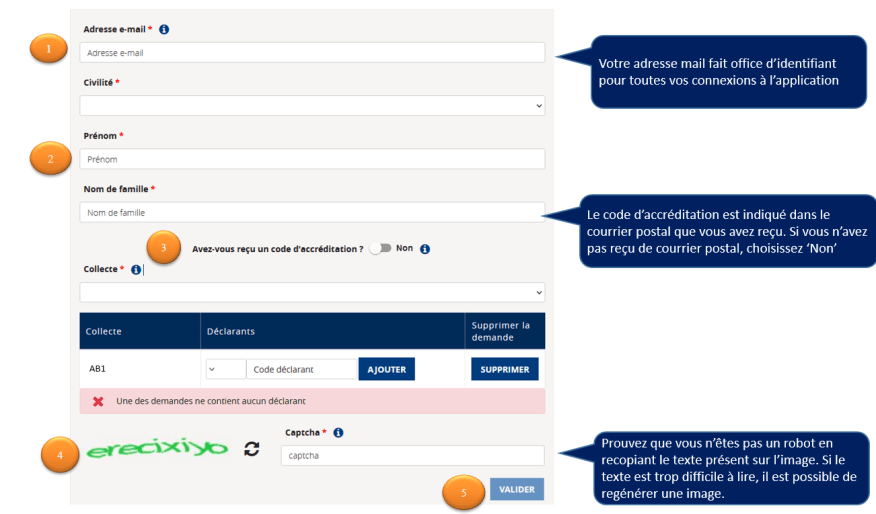 Adresse e-mail *
1
Adresse e-mail
Votre adresse mail fait office d'identifiant
pour toutes vos connexions à l'application
Civilité *
Prénom *
2
Prénom
Nom de famille *
Nom de famille
Le code d'accréditation est indiqué dans le
courrier postal que vous avez reçu. Si vous n'avez
pas reçu de courrier postal, choisissez 'Non'
3
Avez-vous reçu un code d'accréditation ? Non
Collecte *
Collecte Déclarants Supprimer la
demande
AB1 Code déclarant AJOUTER SUPPRIMER
Une des demandes ne contient aucun déclarant
4
erecixiyo
Captcha *
captcha
Prouvez que vous n'êtes pas un robot en
recopiant le texte présent sur l'image. Si le
texte est trop difficile à lire, il est possible de
regénérer une image.
5
VALIDER